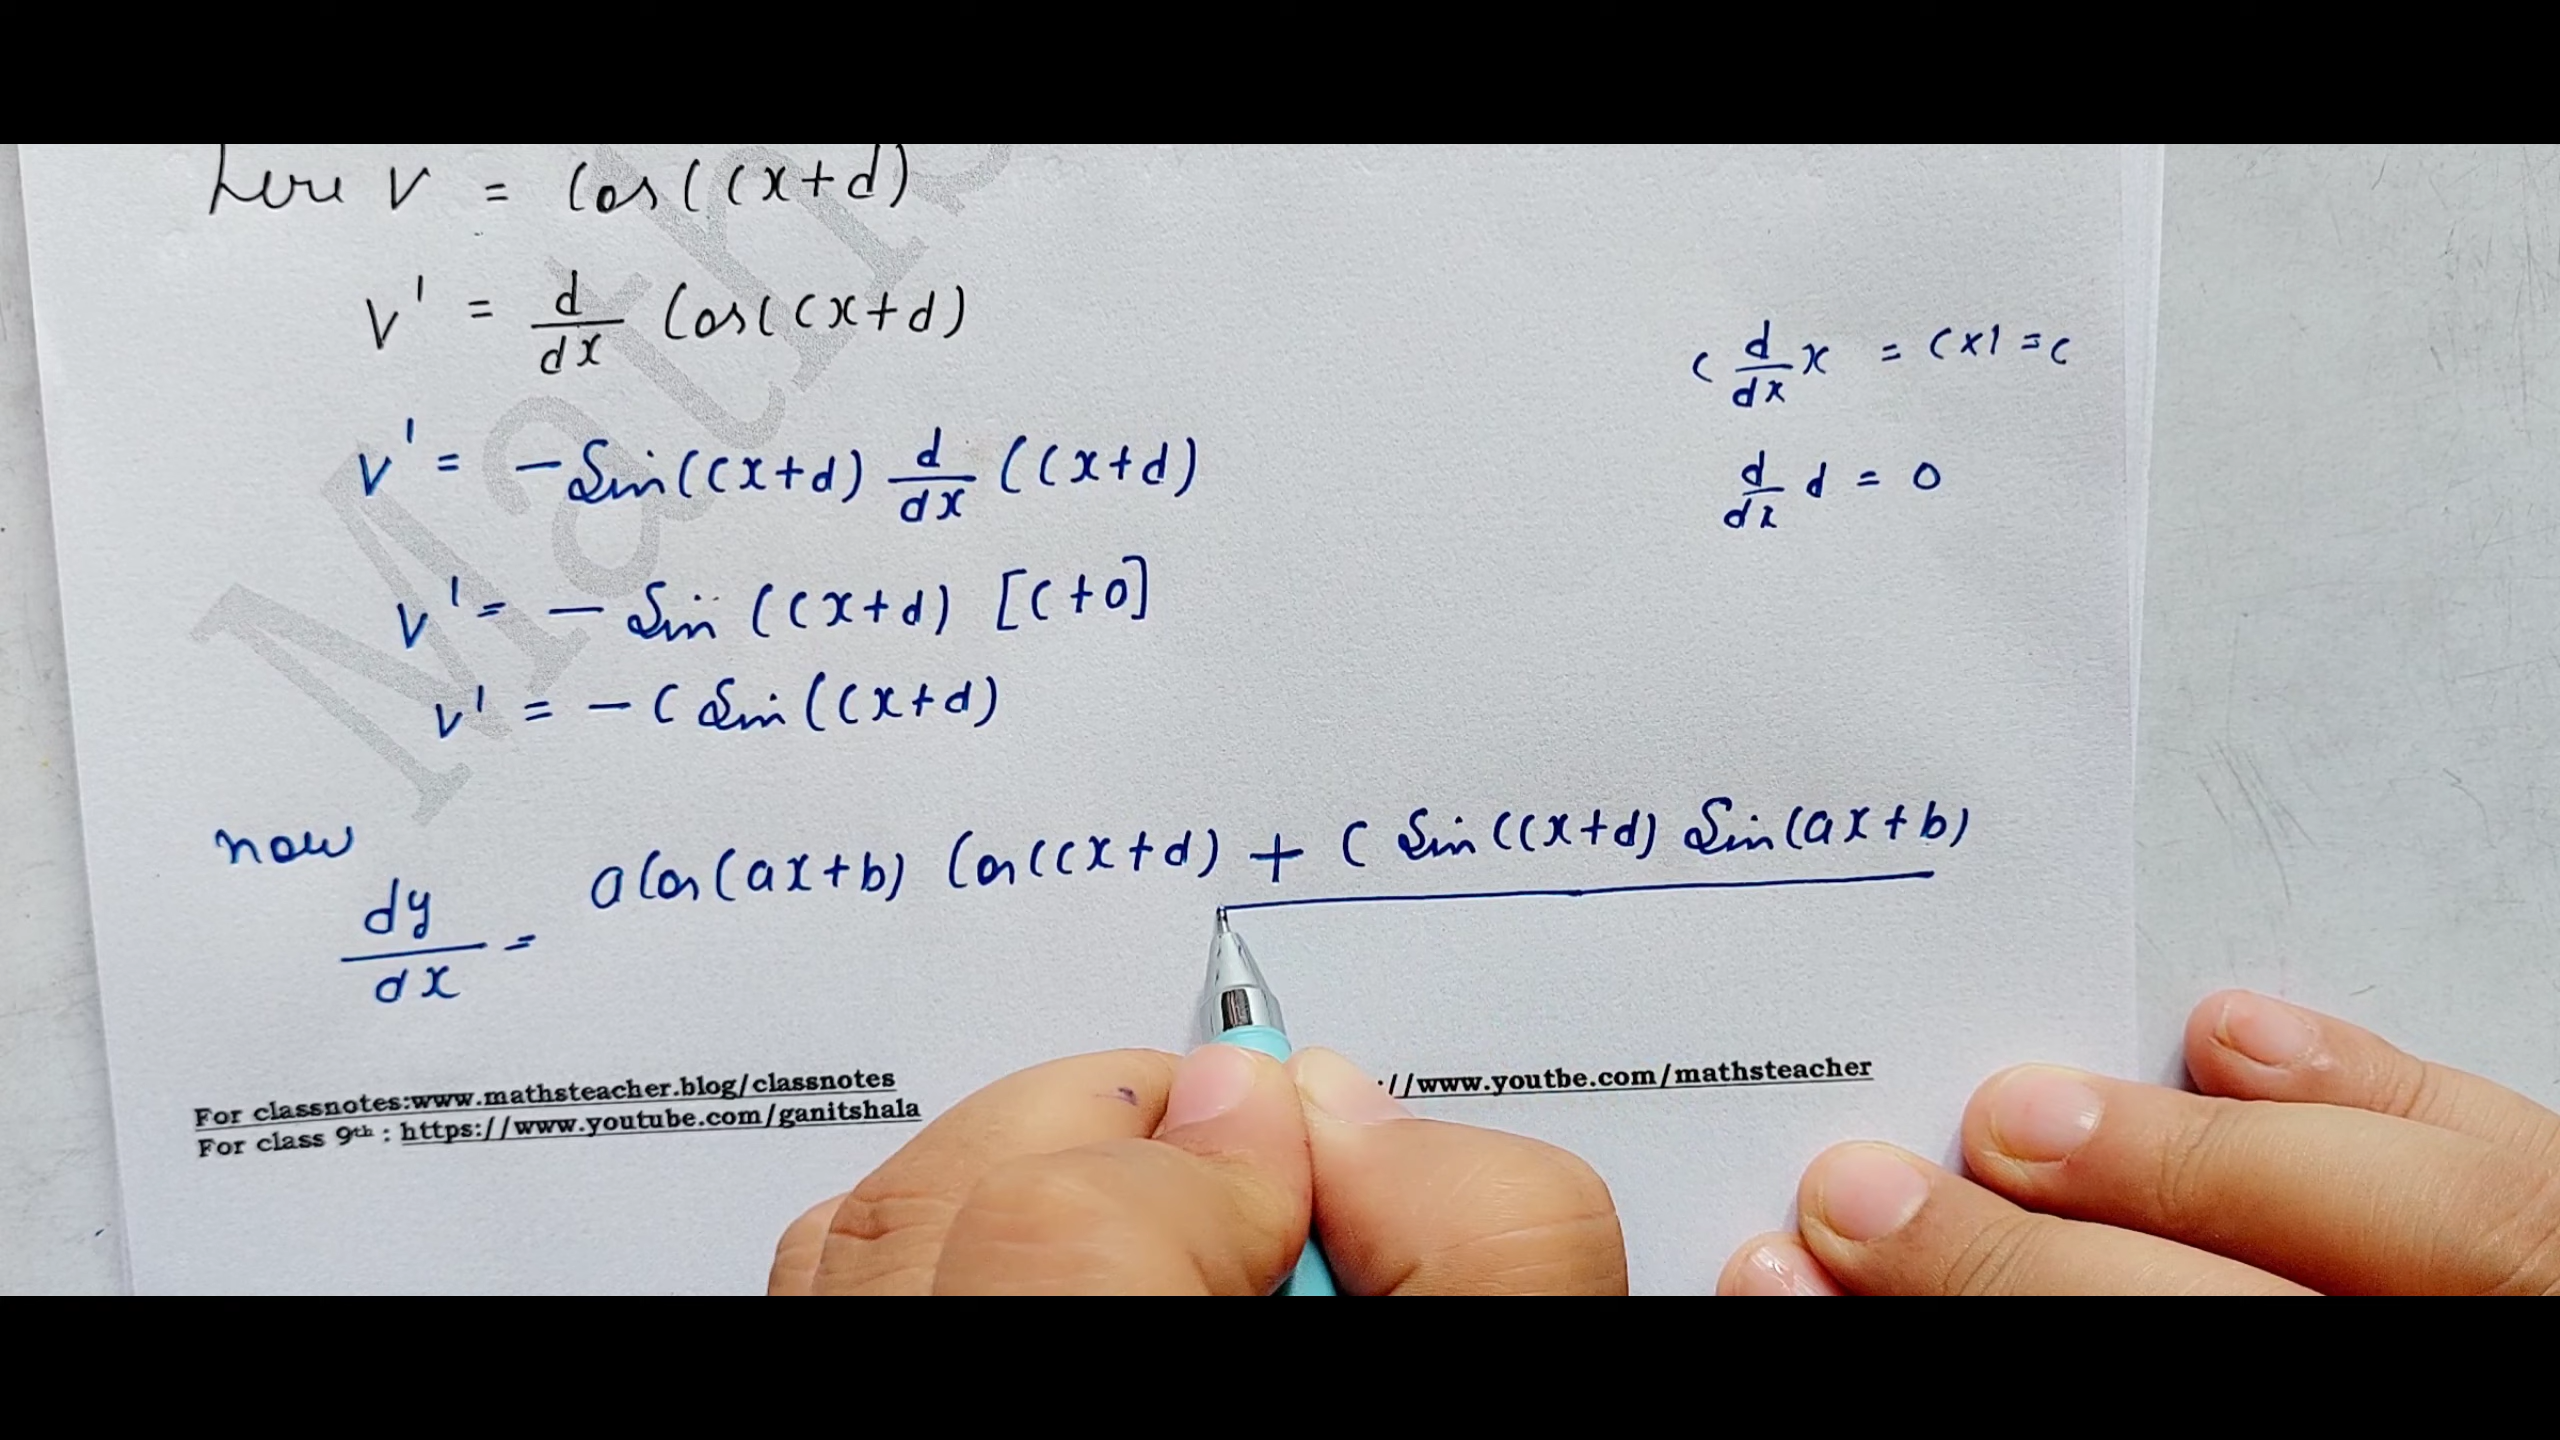 here v = Cos(cx+d)
v' = d/dx Cos(cx+d)
v' = -Sin(cx+d) d/dx (cx+d)
v' = - Sin (cx+d) [c+0]
v' = - c Sin(cx+d)
c d/dx x = c×1 = c
d/dx d = 0
now
dy/dx = a Cos(ax+b) Cos(cx+d) + c Sin(cx+d) Sin(ax+b)
For classnotes:www.mathsteacher.blog/classnotes
For class 9th : https://www.youtube.com/ganitshala
://www.youtbe.com/mathsteacher
Maths